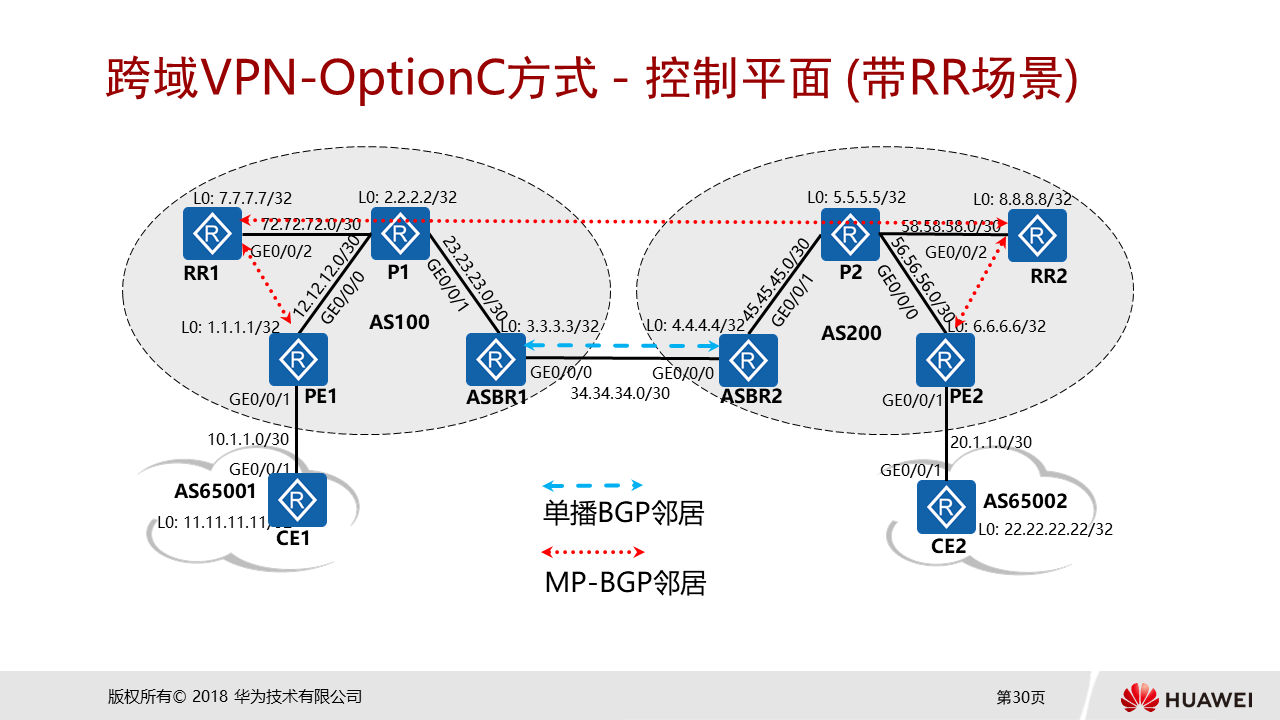 跨域VPN-OptionC方式 - 控制平面 (带RR场景)
L0: 7.7.7.7/32
L0: 2.2.2.2/32
72.72.72.0/30
GE0/0/2
RR1
P1
12.12.12.0/30
GE0/0/0
23.23.23.0/30
GE0/0/1
AS100
L0: 1.1.1.1/32
L0: 3.3.3.3/32
PE1
ASBR1
GE0/0/1
GE0/0/0
10.1.1.0/30
GE0/0/1
AS65001
L0: 11.11.11.11/
CE1
34.34.34.0/30
L0: 5.5.5.5/32
L0: 8.8.8.8/32
58.58.58.0/30
GE0/0/2
P2
RR2
45.45.45.0/30
GE0/0/1
56.56.56.0/30
GE0/0/0
AS200
L0: 4.4.4.4/32
L0: 6.6.6.6/32
GE0/0/0
ASBR2
GE0/0/1
PE2
20.1.1.0/30
GE0/0/1
AS65002
L0: 22.22.22.22/32
CE2
单播BGP邻居
MP-BGP邻居
版权所有© 2018 华为技术有限公司
第30页
HUAWEI